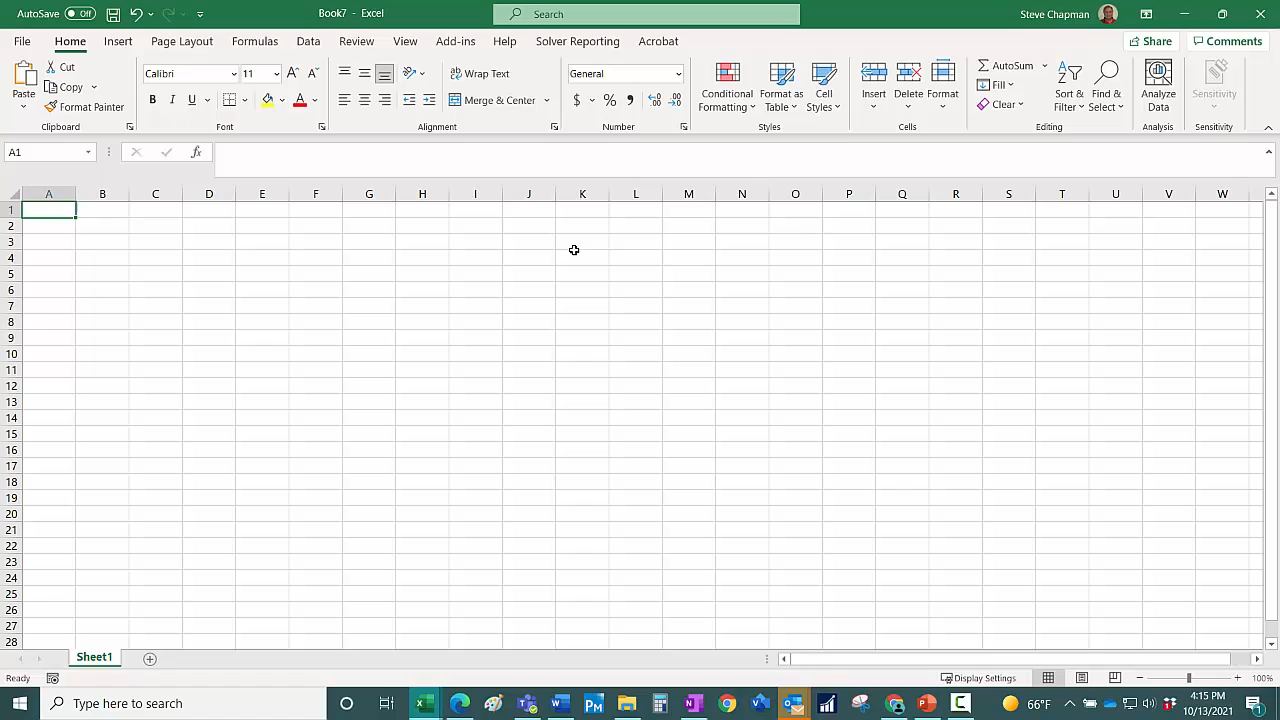 AutoSave Off Book7 - Excel Search Steve Chapman
File Home Insert Page Layout Formulas Data Review View Add-ins Help Solver Reporting Acrobat Share Comments
Paste Cut Copy Format Painter Clipboard
Calibri 11 B I U A Font
Wrap Text Merge & Center Alignment
General $ % , Number
Conditional Formatting Format as Table Cell Styles Styles
Insert Delete Format Cells
AutoSum Fill Clear Sort & Filter Find & Select Editing
Analyze Data Analysis
Sensitivity Sensitivity
A1 fx
A B C D E F G H I J K L M N O P Q R S T U V W
1
2
3
4
5
6
7
8
9
10
11
12
13
14
15
16
17
18
19
20
21
22
23
24
25
26
27
28
Sheet1
Ready Display Settings 100%
Type here to search 66°F 4:15 PM
10/13/2021